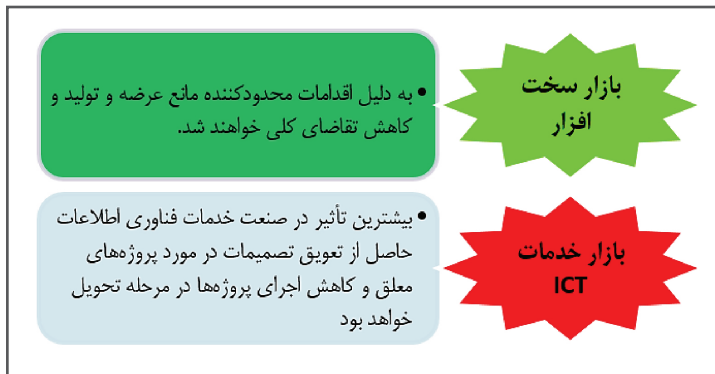 بازار سخت
افزار
• به دلیل اقدامات محدودکننده مانع عرضه و تولید و
کاهش تقاضای کلی خواهند شد.
بازار خدمات
ICT
• بیشترین تأثیر در صنعت خدمات فناوری اطلاعات
حاصل از تعویق تصمیمات در مورد پروژه‌های
معلق و کاهش اجرای پروژه‌ها در مرحله تحویل
خواهد بود